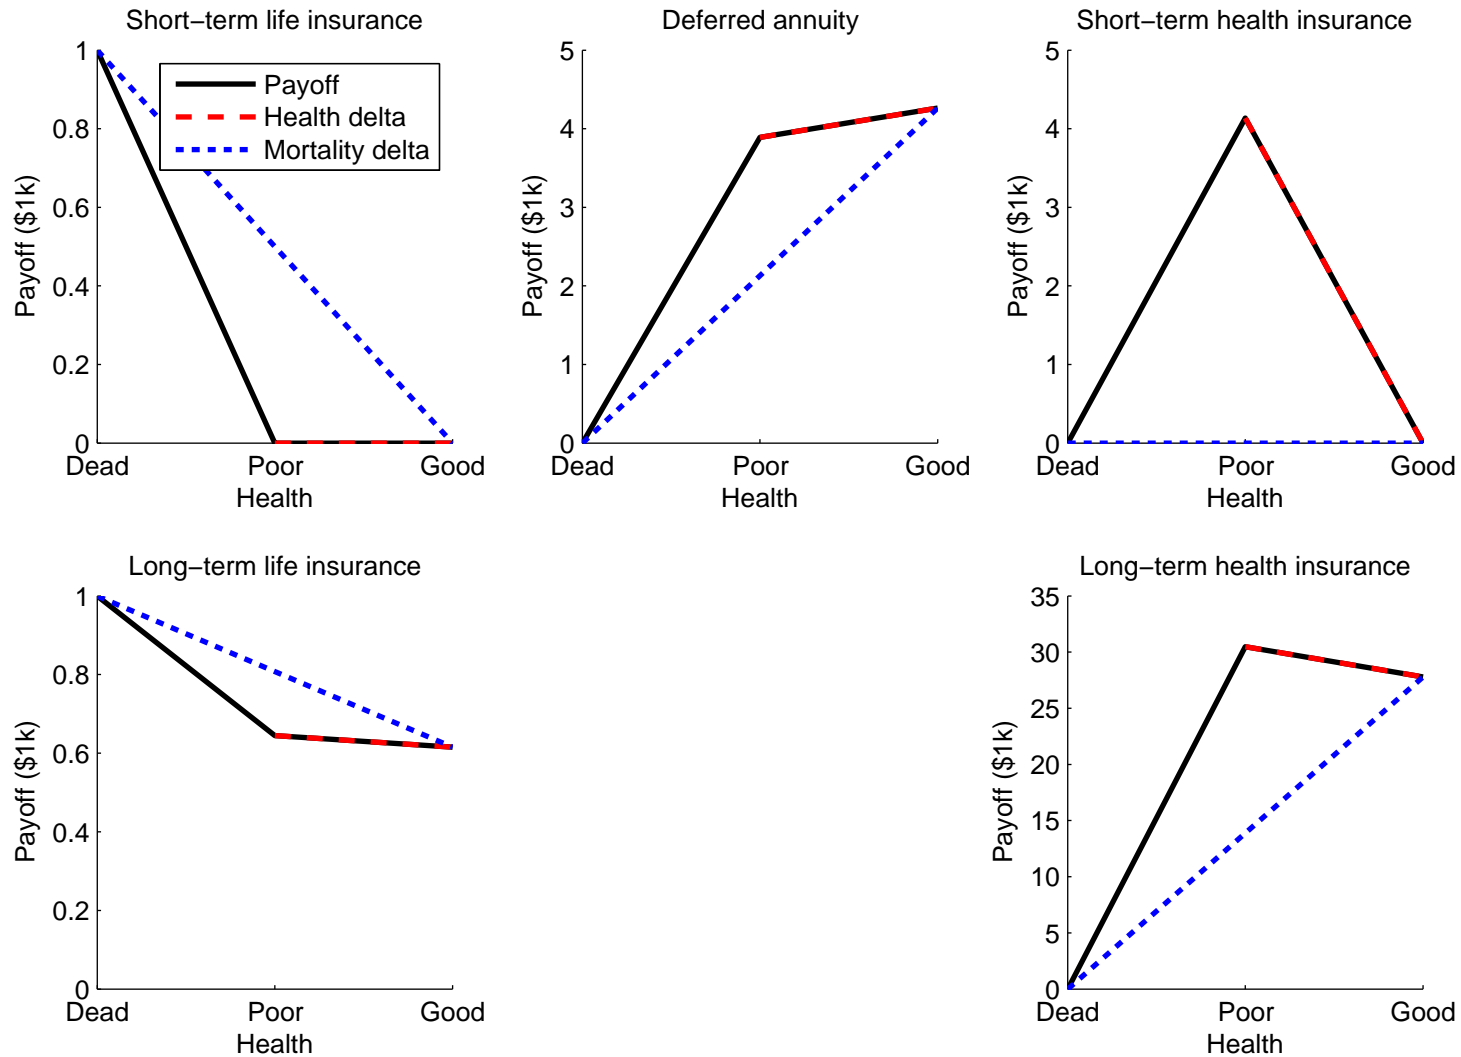 Short−term life insurance
1
0.8
0.6
0.4
0.2
0
Payoff ($1k)
Payoff
Health delta
Mortality delta
Dead Poor Good
Health
Deferred annuity
5
4
3
2
1
0
Payoff ($1k)
Dead Poor Good
Health
Short−term health insurance
5
4
3
2
1
0
Payoff ($1k)
Dead Poor Good
Health
Long−term life insurance
1
0.8
0.6
0.4
0.2
0
Payoff ($1k)
Dead Poor Good
Health
Long−term health insurance
35
30
25
20
15
10
5
0
Payoff ($1k)
Dead Poor Good
Health